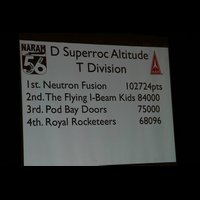 NARAM
56
D Superroc Altitude
T Division
1st. Neutron Fusion 102724pts
2nd. The Flying I-Beam Kids 84000
3rd. Pod Bay Doors 75000
4th. Royal Rocketeers 68096